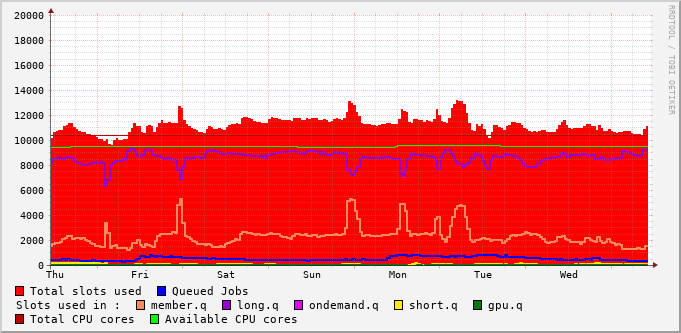 20000
18000
16000
14000
12000
10000
8000
6000
4000
2000
0
Thu Fri Sat Sun Mon Tue Wed
RRDTOOL / TOBI OETIKER
Total slots used Queued Jobs
Slots used in : member.q long.q ondemand.q short.q gpu.q
Total CPU cores Available CPU cores